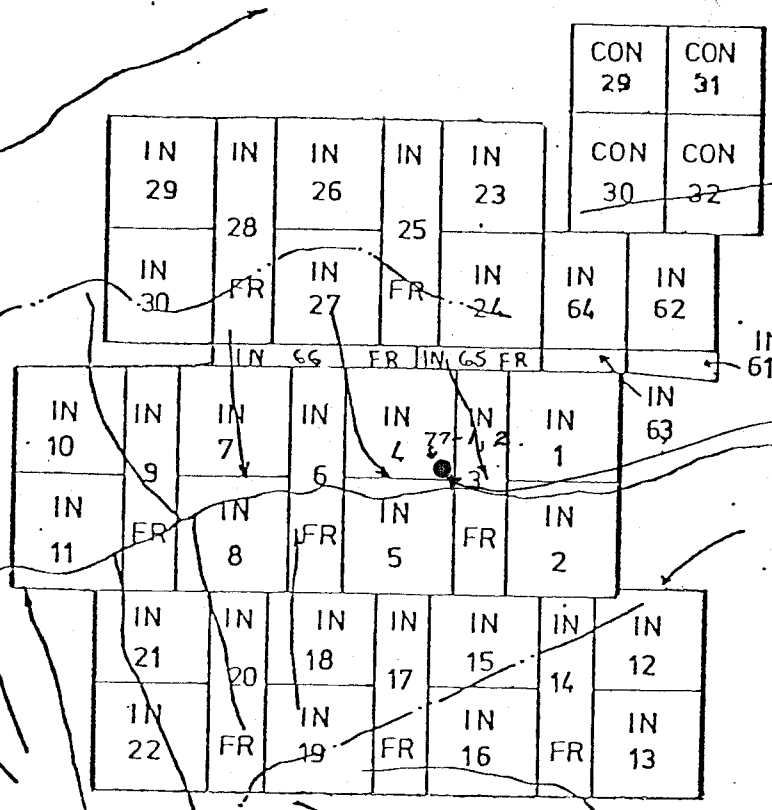 CON CON
29 31
CON CON
30 32
IN IN IN IN IN
29 28 26 25 23
IN FR IN FR IN IN IN
30 27 24 64 62
IN 66 FR IN 65 FR
61
IN
63
IN IN IN IN IN IN IN
10 9 7 6 4 3 1
77-1, 2
IN FR IN FR IN FR IN
11 8 5 2
IN IN IN IN IN IN IN
21 20 18 17 15 14 12
IN FR IN FR IN FR IN
22 19 16 13